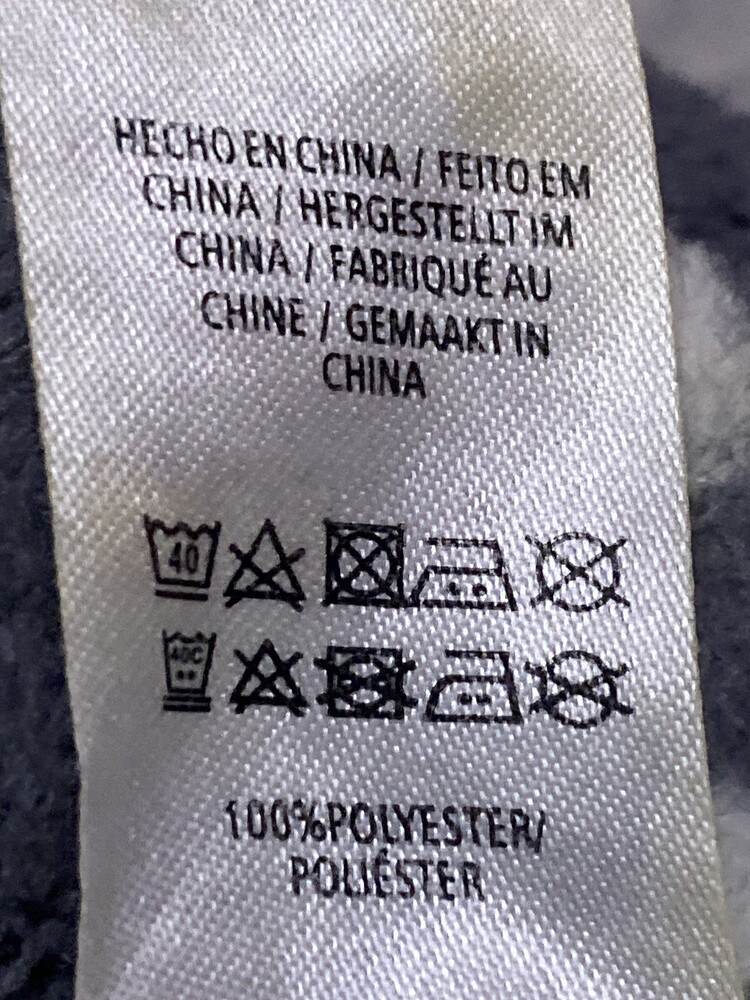 HECHO EN CHINA / FEITO EM
CHINA / HERGESTELLT IM
CHINA / FABRIQUÉ AU
CHINE / GEMAAKT IN
CHINA
40
40C
100%POLYESTER/
POLIÉSTER